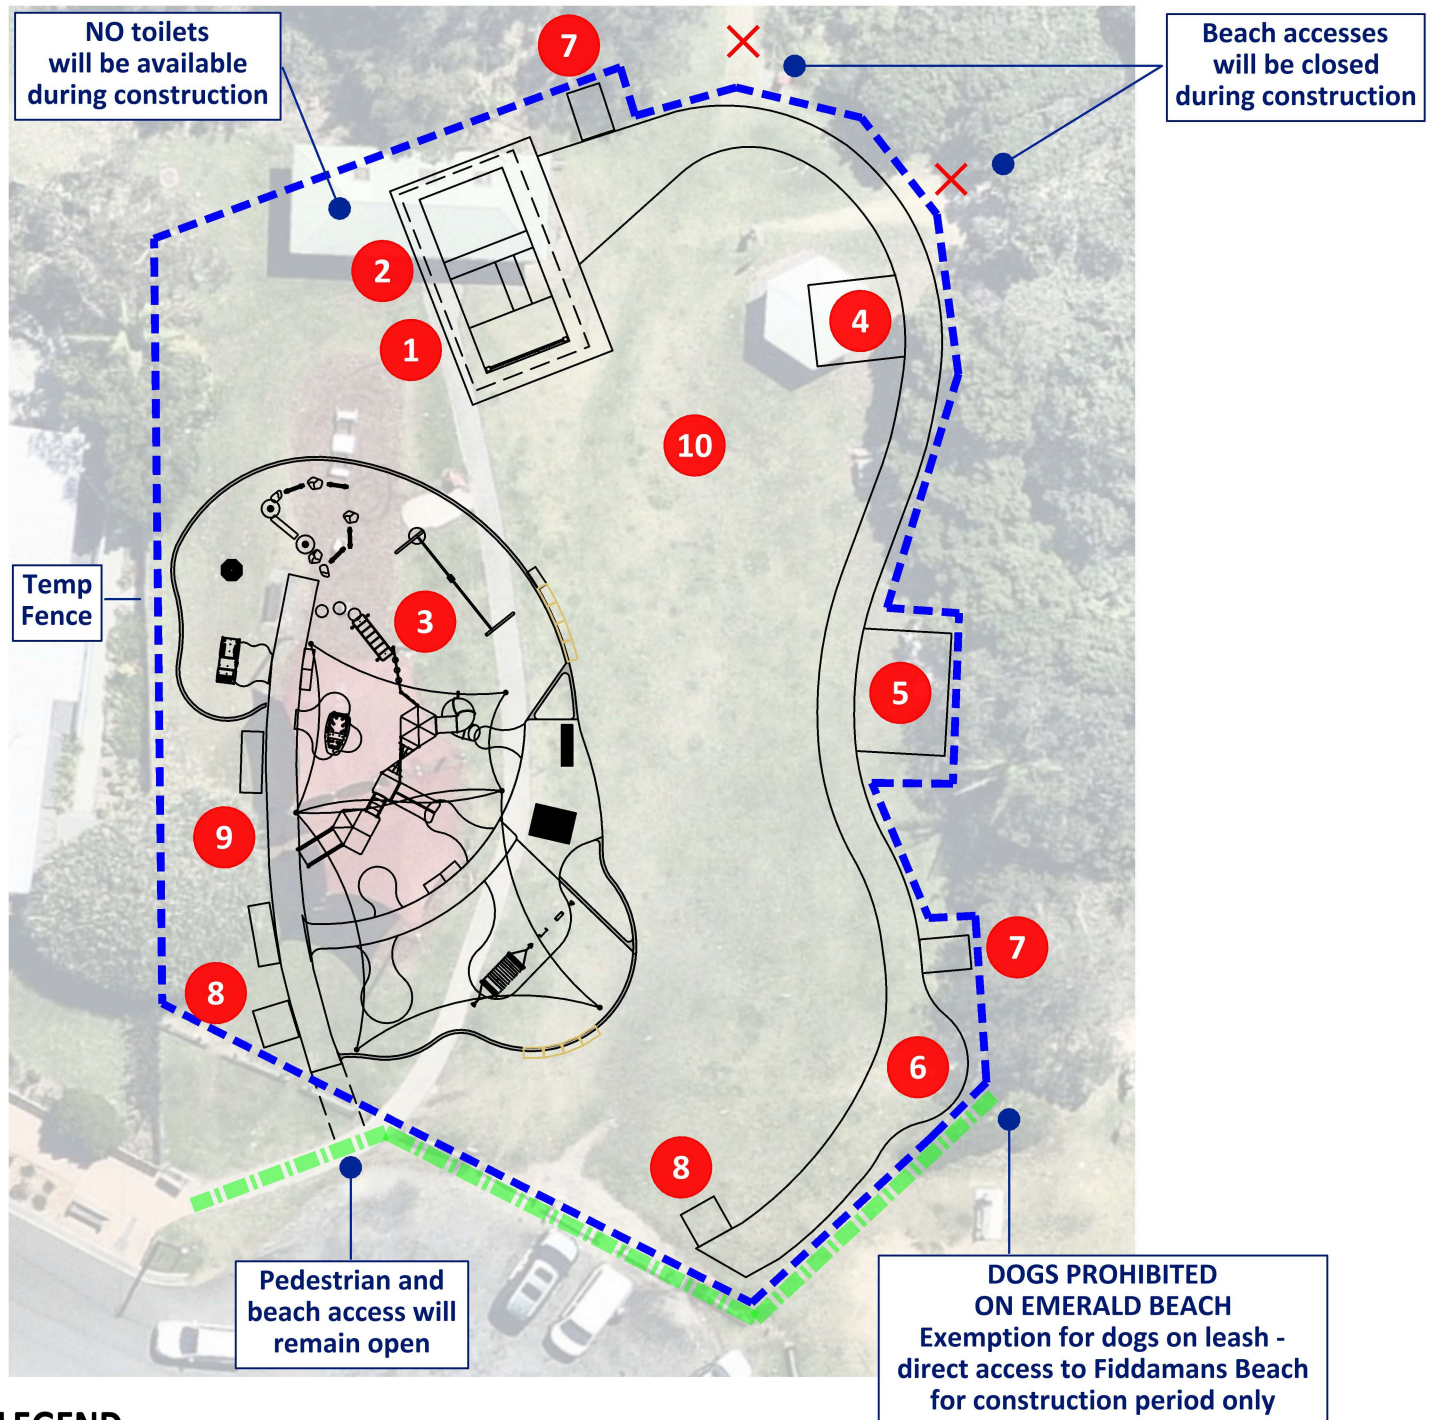 NO toilets
will be available
during construction
7
Beach accesses
will be closed
during construction
2
1
4
10
Temp
Fence
3
5
9
7
8
6
8
Pedestrian and
beach access will
remain open
DOGS PROHIBITED
ON EMERALD BEACH
Exemption for dogs on leash -
direct access to Fiddamans Beach
for construction period only
LEGEND